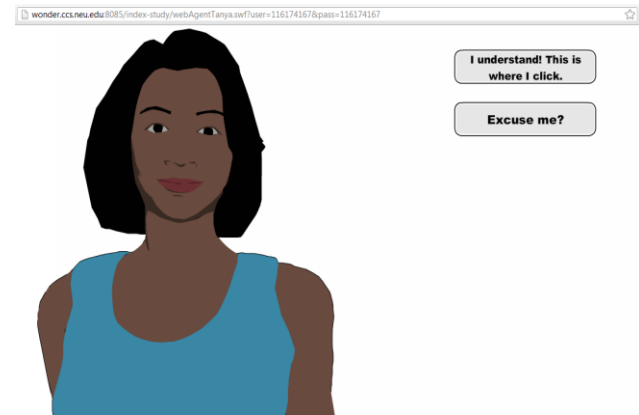 wonder.ccs.neu.edu:8085/index-study/webAgentTanya.swf?user=116174167&pass=116174167
I understand! This is
where I click.
Excuse me?